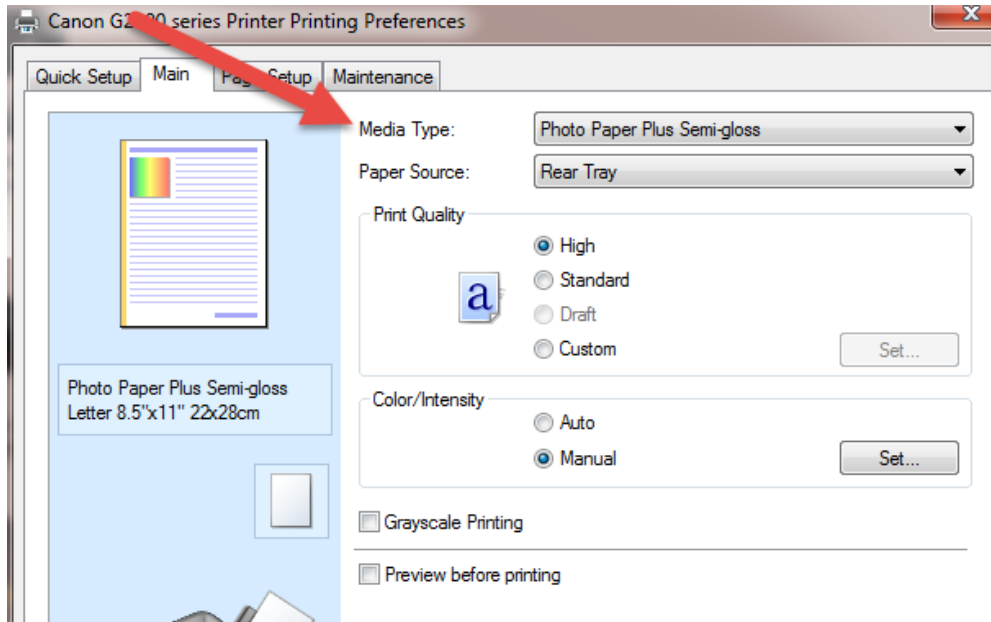 Canon series Printer Printing Preferences
Quick Setup
Main
Setup
Maintenance
Media Type:
Photo Paper Plus Semi-gloss
Paper Source:
Rear Tray
Print Quality
High
a
Standard
Draft
Custom
Set...
Photo Paper Plus Semi-gloss
Letter 8.5"x11" 22x28cm
Color/Intensity
Auto
Manual
Set...
Grayscale Printing
Preview before printing